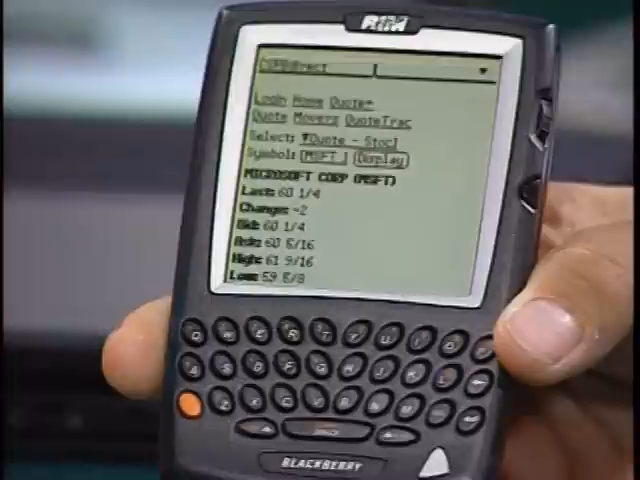 RIM
Login Home Quote+
Quote Movers QuoteTrac
Select: Quote - Stoc
Symbol: MSFT Display
MICROSOFT CORP (MSFT)
Last: 60 1/4
Change: -2
Bid: 60 1/4
Ask: 60 5/16
High: 61 9/16
Low: 59 5/8
Q W E R T Y U I O P
A S D F G H J K L
Z X C V B N M
BLACKBERRY